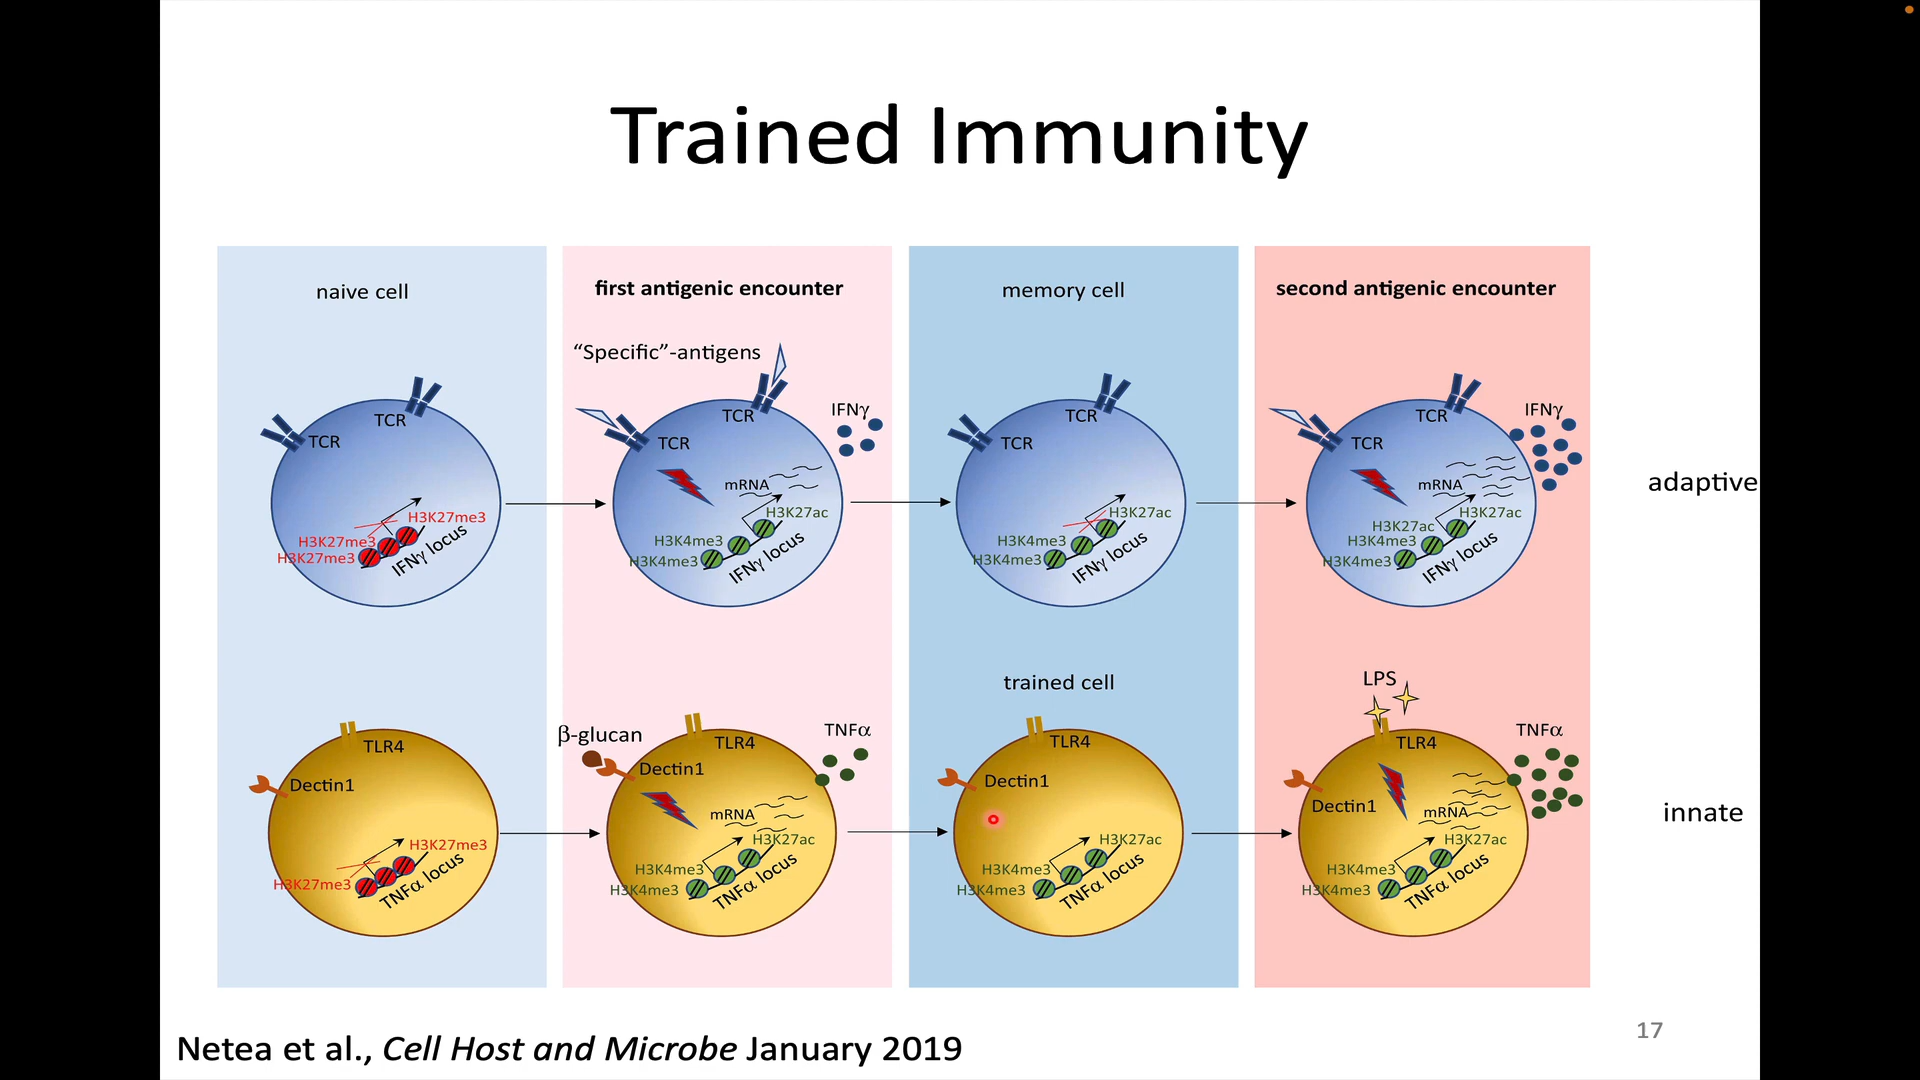 Trained Immunity
naive cell
first antigenic encounter
memory cell
second antigenic encounter
“Specific”-antigens
TCR
TCR
H3K27me3
H3K27me3
H3K27me3
IFNγ locus
TCR
TCR
IFNγ
mRNA
H3K27ac
H3K4me3
H3K4me3
IFNγ locus
TCR
TCR
H3K27ac
H3K4me3
H3K4me3
IFNγ locus
TCR
TCR
IFNγ
mRNA
H3K27ac
H3K27ac
H3K4me3
H3K4me3
IFNγ locus
adaptive
trained cell
TLR4
Dectin1
H3K27me3
H3K27me3
TNFα locus
β-glucan
TLR4
Dectin1
TNFα
mRNA
H3K27ac
H3K4me3
H3K4me3
TNFα locus
TLR4
Dectin1
H3K27ac
H3K4me3
H3K4me3
TNFα locus
LPS
TLR4
Dectin1
TNFα
mRNA
H3K27ac
H3K4me3
H3K4me3
TNFα locus
innate
Netea et al., Cell Host and Microbe January 2019
17